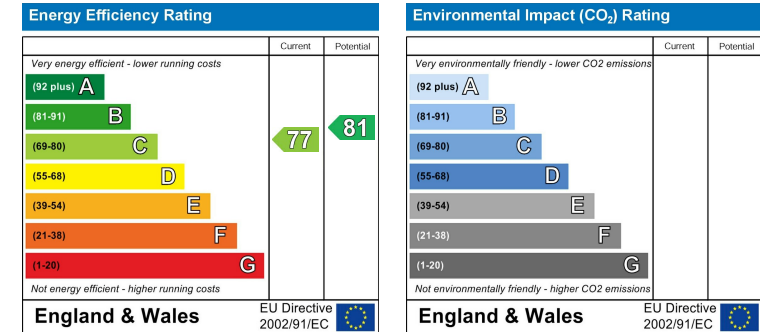 Energy Efficiency Rating
Current Potential
Very energy efficient - lower running costs
(92 plus) A
(81-91) B
(69-80) C
(55-68) D
(39-54) E
(21-38) F
(1-20) G
77
81
Not energy efficient - higher running costs
England & Wales
EU Directive
2002/91/EC
Environmental Impact (CO₂) Rating
Current Potential
Very environmentally friendly - lower CO2 emissions
(92 plus) A
(81-91) B
(69-80) C
(55-68) D
(39-54) E
(21-38) F
(1-20) G
Not environmentally friendly - higher CO2 emissions
England & Wales
EU Directive
2002/91/EC